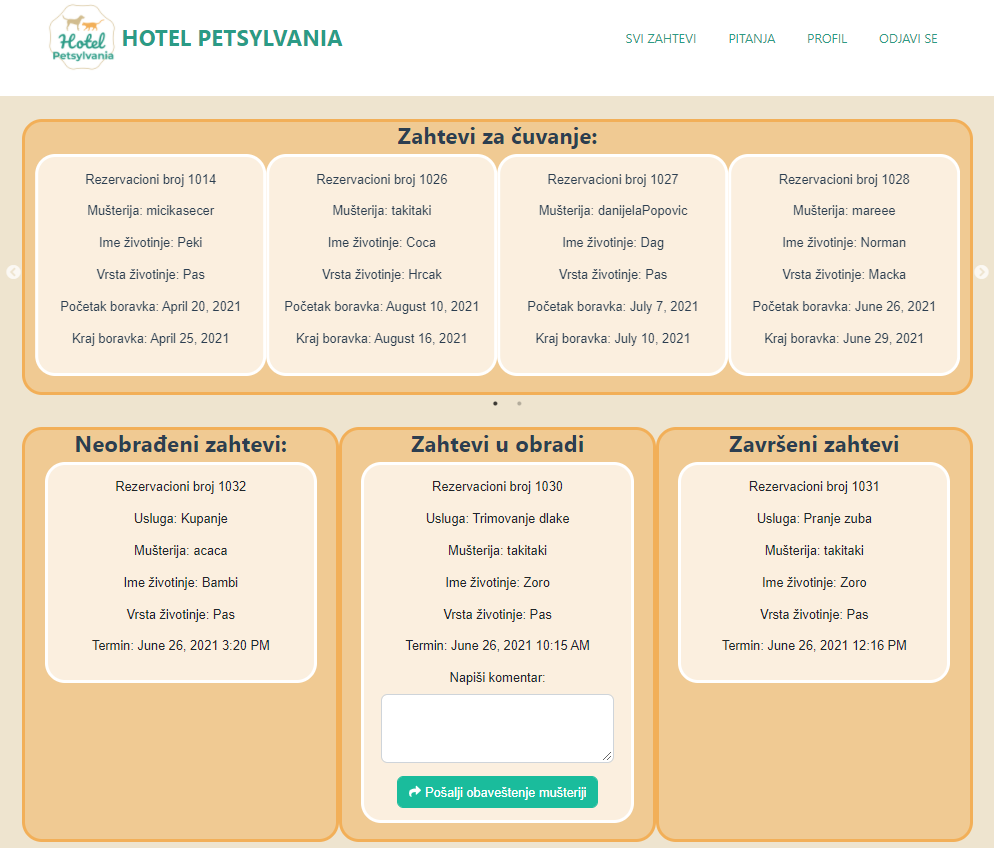 Hotel
Petsylvania
HOTEL PETSYLVANIA
SVI ZAHTEVI
PITANJA
PROFIL
ODJAVI SE
Zahtevi za čuvanje:
Rezervacioni broj 1014
Mušterija: micikasecer
Ime životinje: Peki
Vrsta životinje: Pas
Početak boravka: April 20, 2021
Kraj boravka: April 25, 2021
Rezervacioni broj 1026
Mušterija: takitaki
Ime životinje: Coca
Vrsta životinje: Hrcak
Početak boravka: August 10, 2021
Kraj boravka: August 16, 2021
Rezervacioni broj 1027
Mušterija: danijelaPopovic
Ime životinje: Dag
Vrsta životinje: Pas
Početak boravka: July 7, 2021
Kraj boravka: July 10, 2021
Rezervacioni broj 1028
Mušterija: mareee
Ime životinje: Norman
Vrsta životinje: Macka
Početak boravka: June 26, 2021
Kraj boravka: June 29, 2021
Neobrađeni zahtevi:
Rezervacioni broj 1032
Usluga: Kupanje
Mušterija: acaca
Ime životinje: Bambi
Vrsta životinje: Pas
Termin: June 26, 2021 3:20 PM
Zahtevi u obradi
Rezervacioni broj 1030
Usluga: Trimovanje dlake
Mušterija: takitaki
Ime životinje: Zoro
Vrsta životinje: Pas
Termin: June 26, 2021 10:15 AM
Napiši komentar:
Pošalji obaveštenje mušteriji
Završeni zahtevi
Rezervacioni broj 1031
Usluga: Pranje zuba
Mušterija: takitaki
Ime životinje: Zoro
Vrsta životinje: Pas
Termin: June 26, 2021 12:16 PM